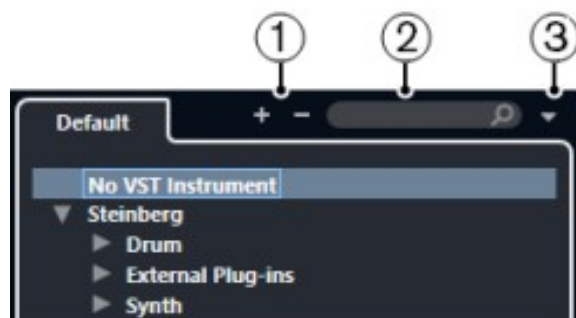 1 2 3
Default + −
No VST Instrument
Steinberg
Drum
External Plug-ins
Synth